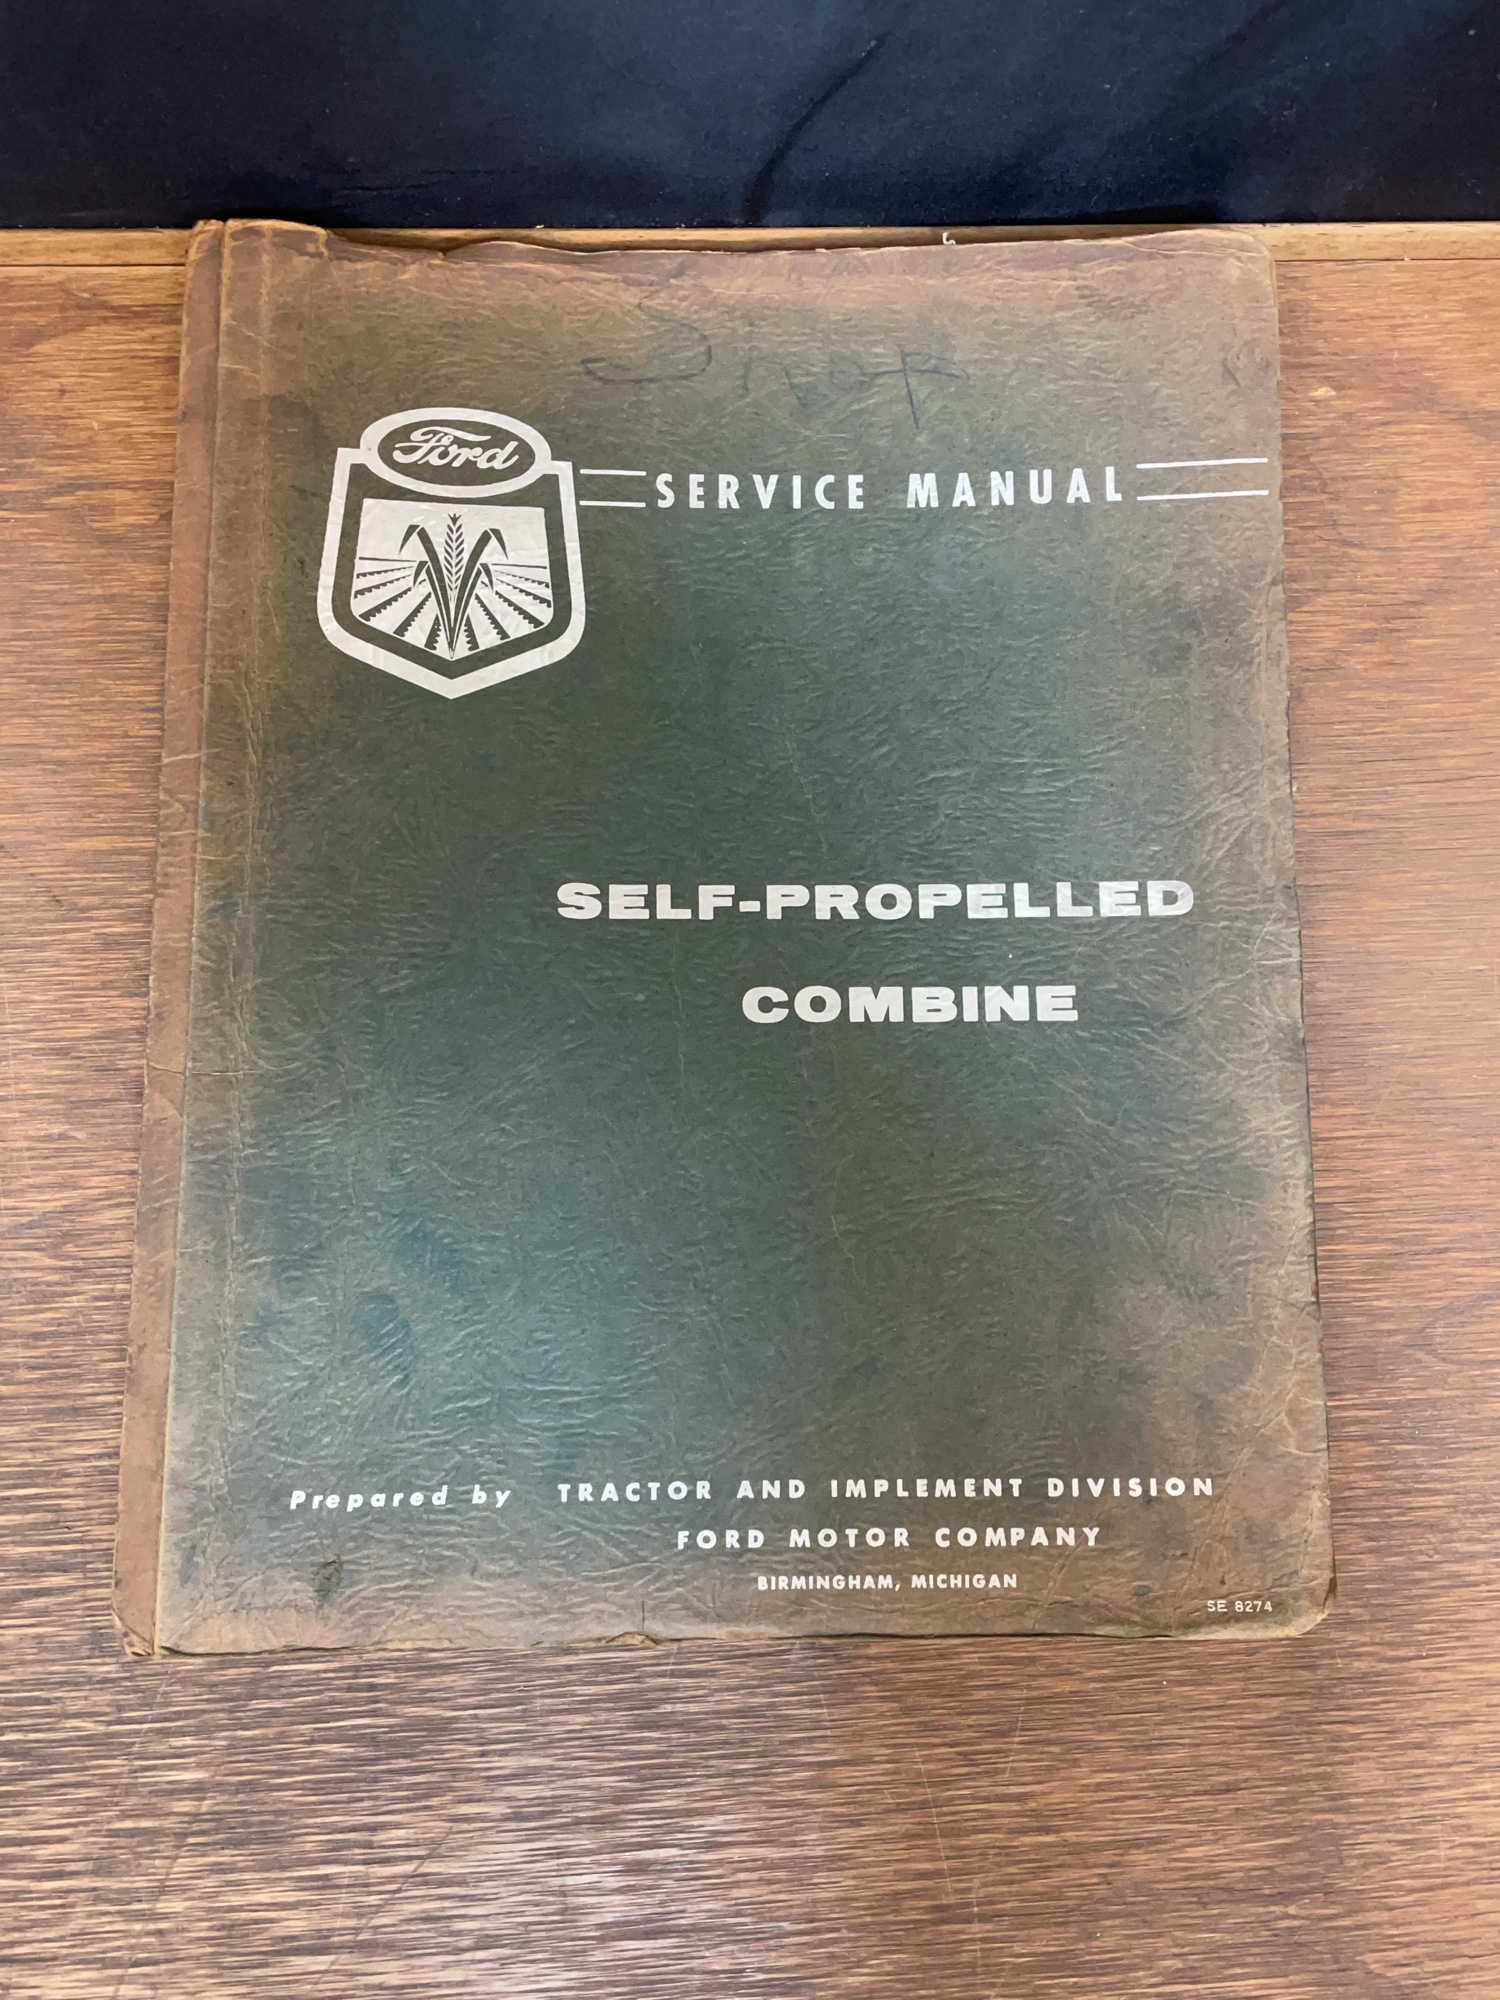 Shop
Ford
SERVICE MANUAL
SELF-PROPELLED
COMBINE
Prepared by TRACTOR AND IMPLEMENT DIVISION
FORD MOTOR COMPANY
BIRMINGHAM, MICHIGAN
SE 8274